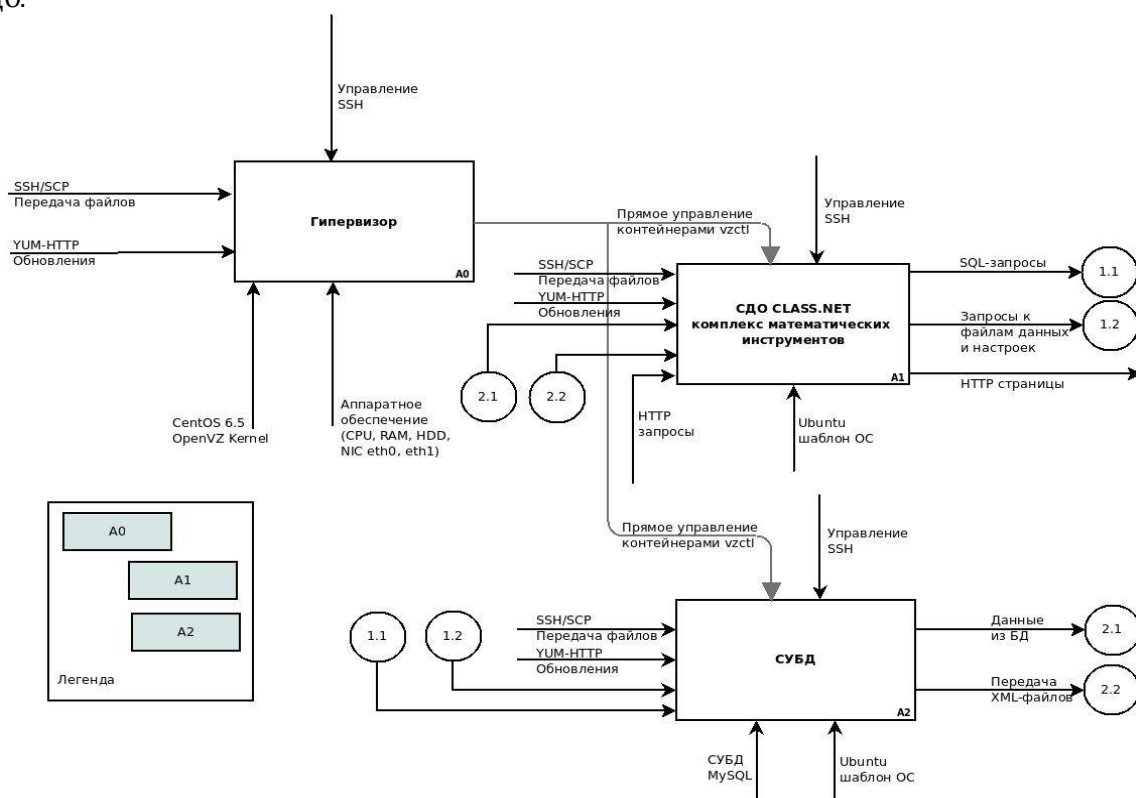 Управление
SSH
SSH/SCP
Передача файлов
YUM-HTTP
Обновления
Гипервизор
A0
CentOS 6.5
OpenVZ Kernel
Аппаратное
обеспечение
(CPU, RAM, HDD,
NIC eth0, eth1)
Прямое управление
контейнерами vzctl
Управление
SSH
SSH/SCP
Передача файлов
YUM-HTTP
Обновления
2.1
2.2
HTTP
запросы
СДО CLASS.NET
комплекс математических
инструментов
A1
Ubuntu
шаблон ОС
SQL-запросы
1.1
Запросы к
файлам данных
и настроек
1.2
HTTP страницы
A0
A1
A2
Легенда
Прямое управление
контейнерами vzctl
Управление
SSH
1.1
1.2
SSH/SCP
Передача файлов
YUM-HTTP
Обновления
СУБД
A2
СУБД
MySQL
Ubuntu
шаблон ОС
Данные
из БД
2.1
Передача
XML-файлов
2.2